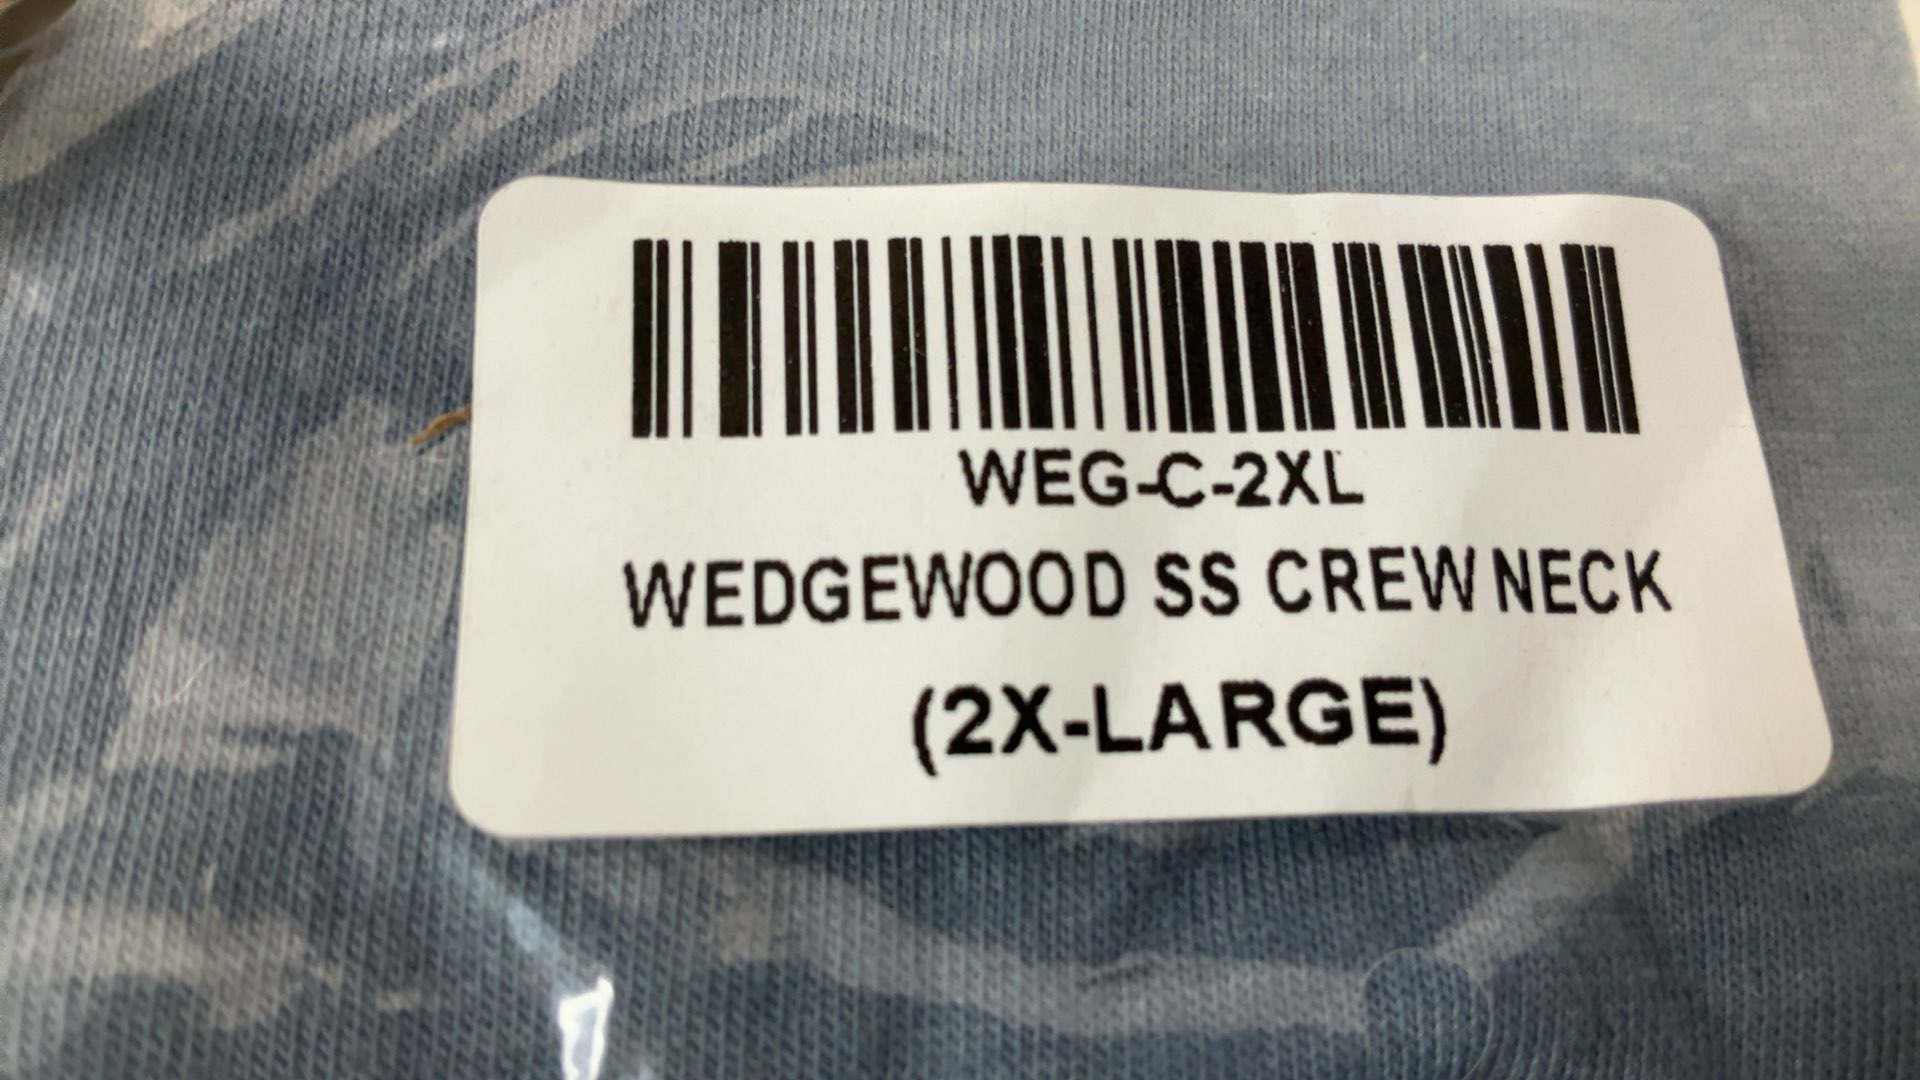 WEG-C-2XL
WEDGEWOOD SS CREW NECK
(2X-LARGE)